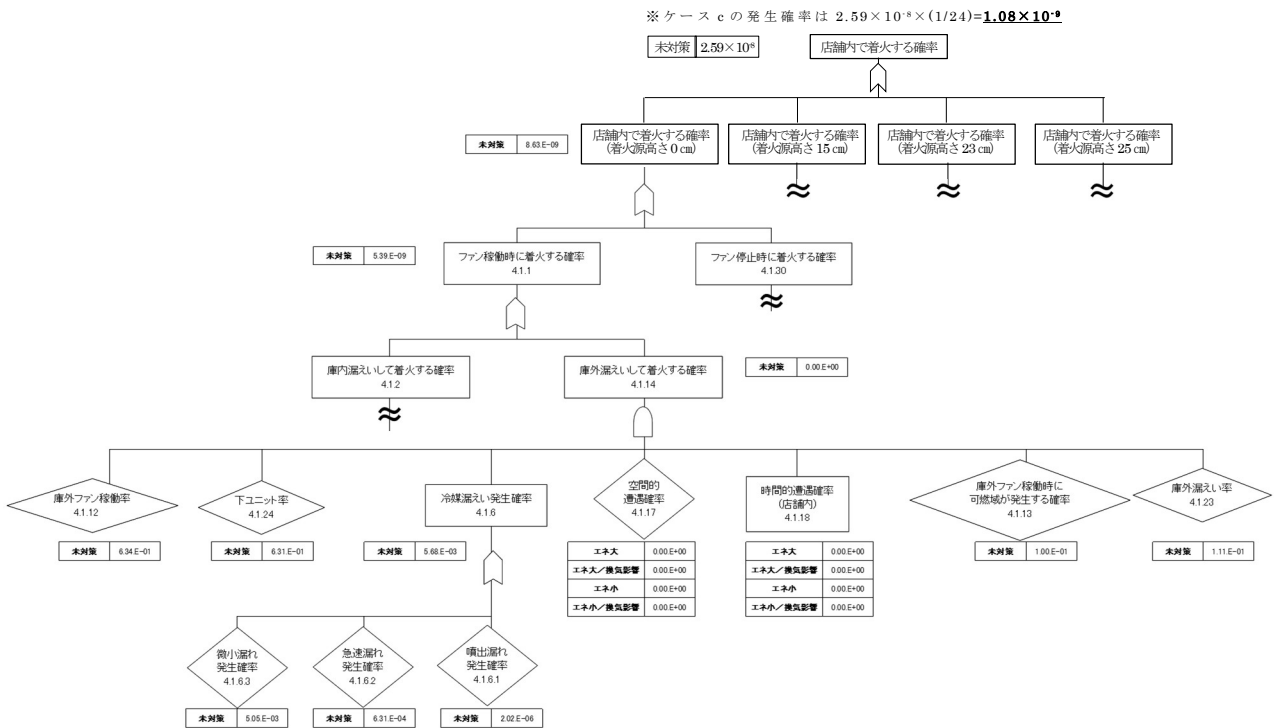 ※ケースcの発生確率は 2.59×10⁻⁸×(1/24)=1.08×10⁻⁹
未対策 2.59×10⁸
店舗内で着火する確率
未対策 8.63.E-09
店舗内で着火する確率
(着火源高さ 0 ㎝)
店舗内で着火する確率
(着火源高さ 15 ㎝)
店舗内で着火する確率
(着火源高さ 23 ㎝)
店舗内で着火する確率
(着火源高さ 25 ㎝)
未対策 5.39.E-09
ファン稼働時に着火する確率
4.1.1
ファン停止時に着火する確率
4.1.30
庫内漏えいして着火する確率
4.1.2
庫外漏えいして着火する確率
4.1.14
未対策 0.00.E+00
庫外ファン稼働率
4.1.12
未対策 6.34.E-01
下ユニット率
4.1.24
未対策 6.31.E-01
冷媒漏えい発生確率
4.1.6
未対策 5.68.E-03
空間的
遭遇確率
4.1.17
エネ大 0.00.E+00
エネ大/換気影響 0.00.E+00
エネ小 0.00.E+00
エネ小/換気影響 0.00.E+00
時間的遭遇確率
(店舗内)
4.1.18
エネ大 0.00.E+00
エネ大/換気影響 0.00.E+00
エネ小 0.00.E+00
エネ小/換気影響 0.00.E+00
庫外ファン稼働時に
可燃域が発生する確率
4.1.13
未対策 1.00.E-01
庫外漏えい率
4.1.23
未対策 1.11.E-01
微小漏れ
発生確率
4.1.6.3
未対策 5.05.E-03
急速漏れ
発生確率
4.1.6.2
未対策 6.31.E-04
噴出漏れ
発生確率
4.1.6.1
未対策 2.02.E-06